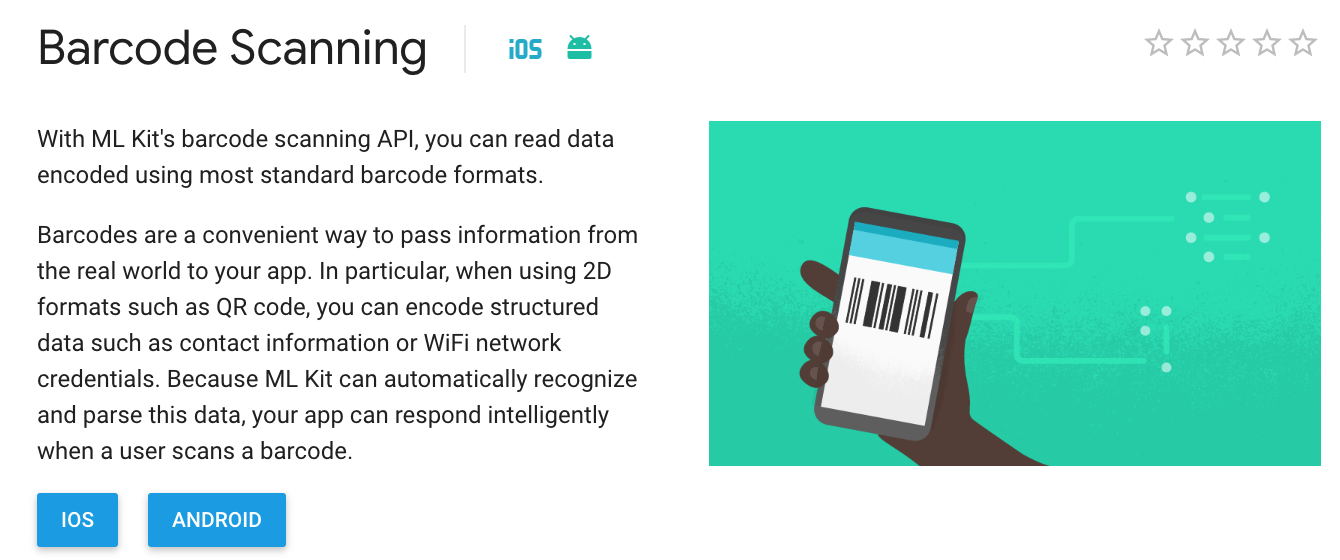 Barcode Scanning iOS
With ML Kit's barcode scanning API, you can read data
encoded using most standard barcode formats.
Barcodes are a convenient way to pass information from
the real world to your app. In particular, when using 2D
formats such as QR code, you can encode structured
data such as contact information or WiFi network
credentials. Because ML Kit can automatically recognize
and parse this data, your app can respond intelligently
when a user scans a barcode.
IOS ANDROID